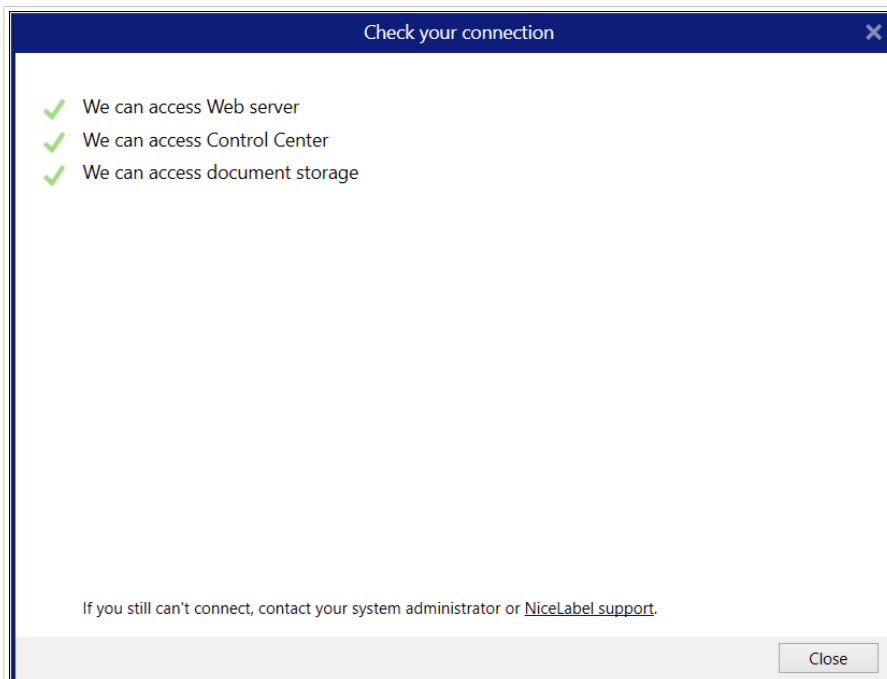 Check your connection
We can access Web server
We can access Control Center
We can access document storage
If you still can't connect, contact your system administrator or NiceLabel support.
Close